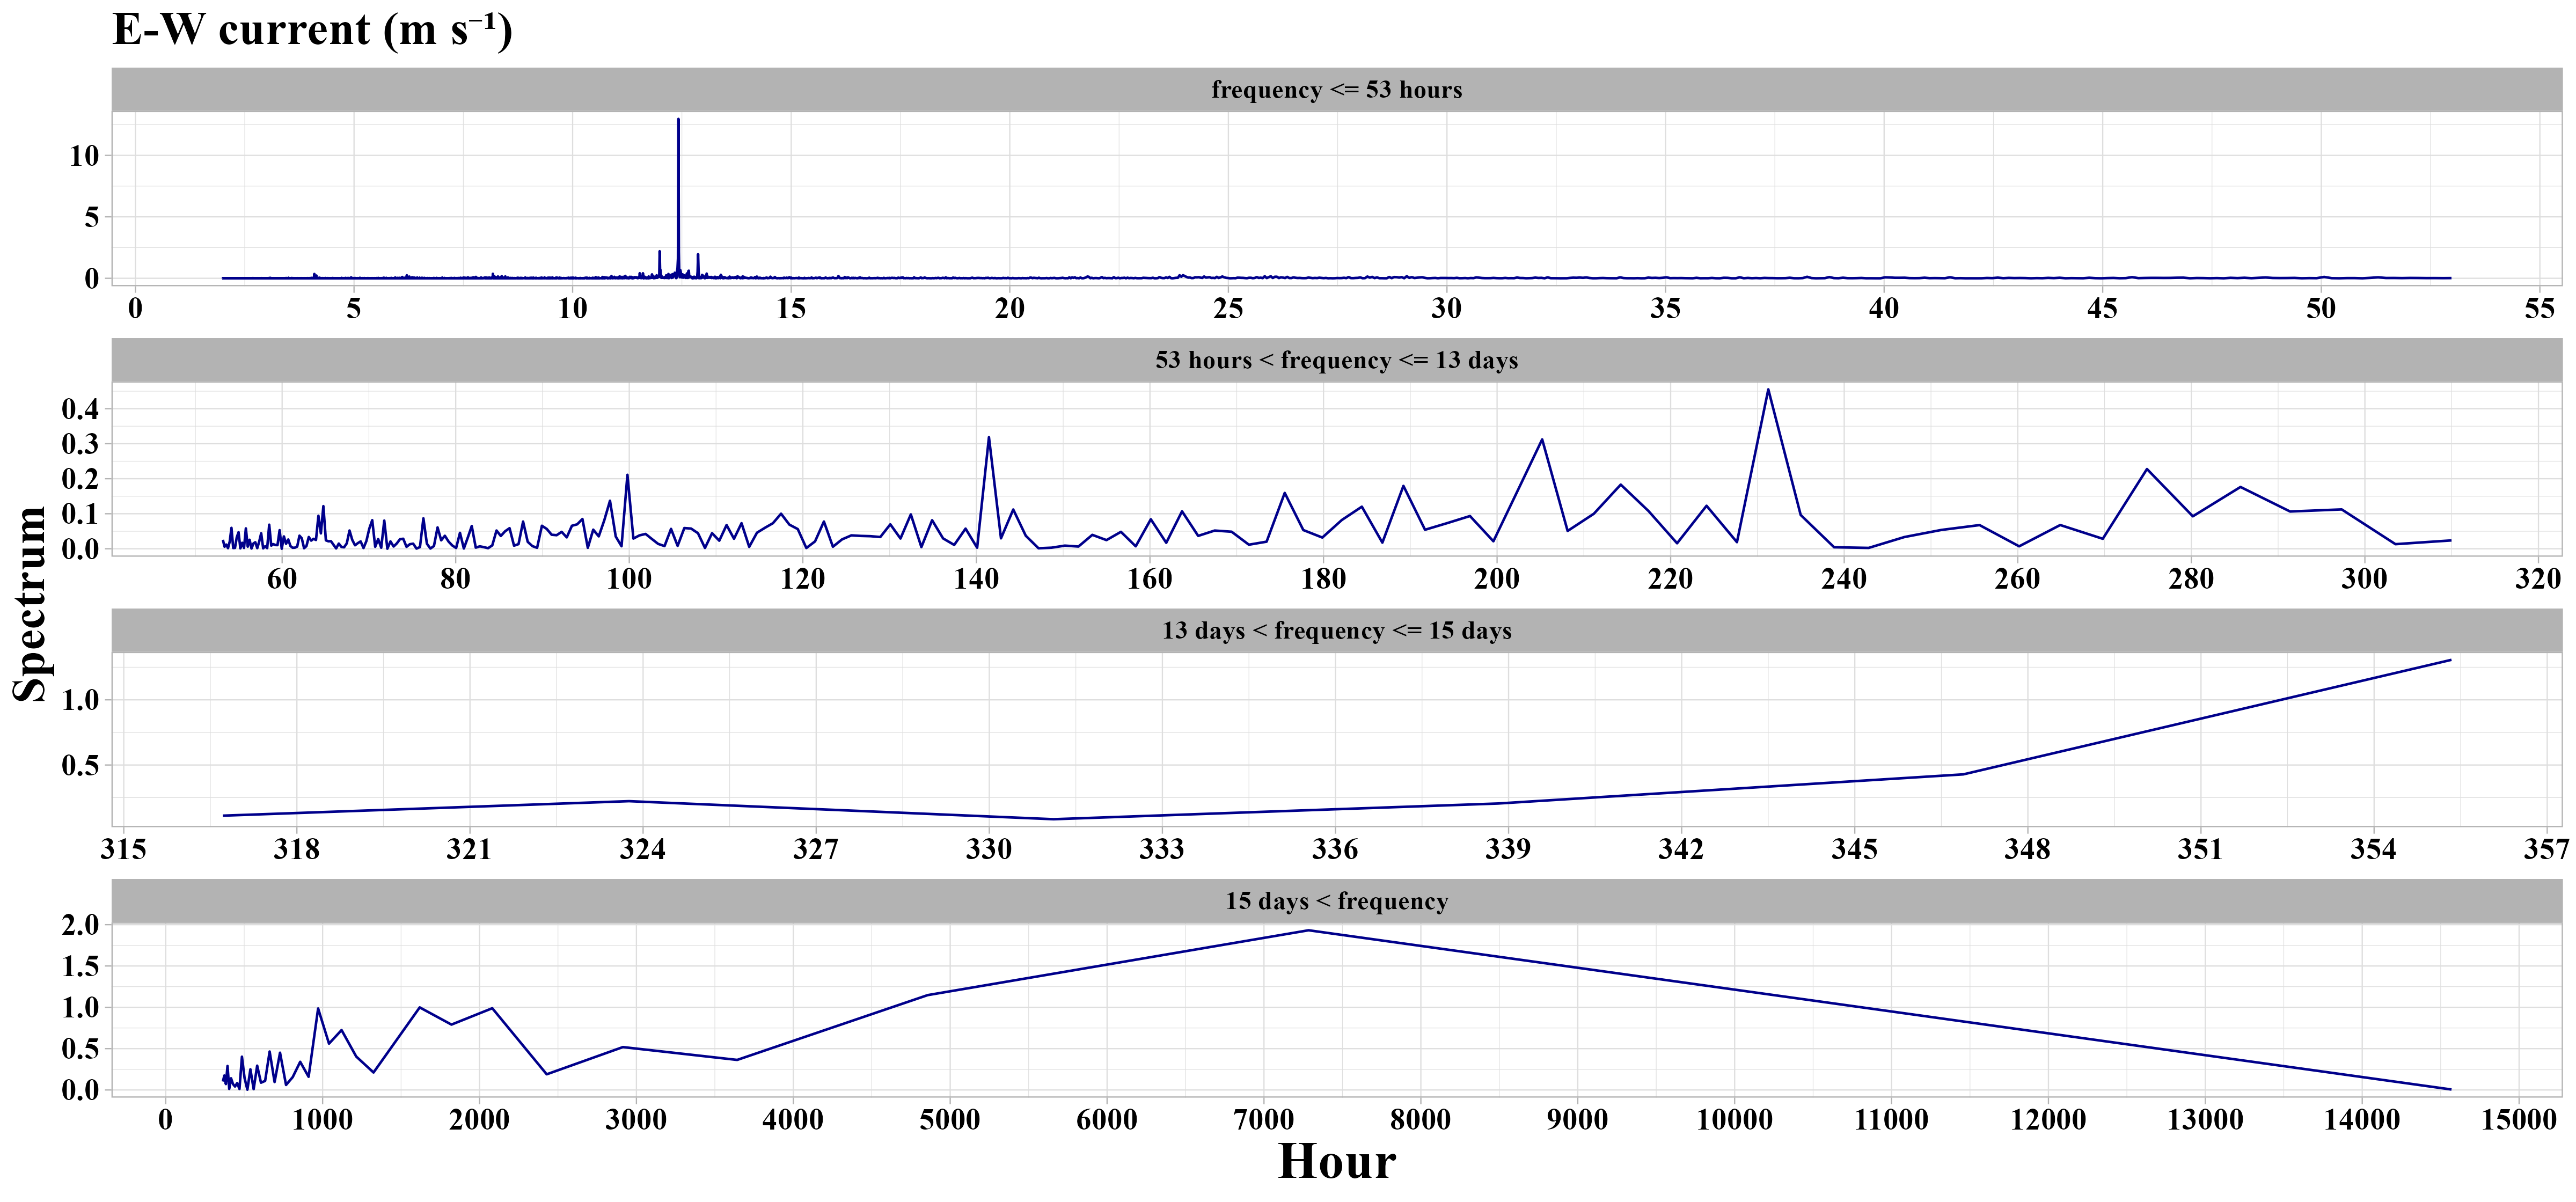 E-W current (m s⁻¹)
frequency <= 53 hours
10
5
0
0 5 10 15 20 25 30 35 40 45 50 55
53 hours < frequency <= 13 days
0.4
0.3
0.2
0.1
0.0
60 80 100 120 140 160 180 200 220 240 260 280 300 320
Spectrum
13 days < frequency <= 15 days
1.0
0.5
315 318 321 324 327 330 333 336 339 342 345 348 351 354 357
15 days < frequency
2.0
1.5
1.0
0.5
0.0
0 1000 2000 3000 4000 5000 6000 7000 8000 9000 10000 11000 12000 13000 14000 15000
Hour